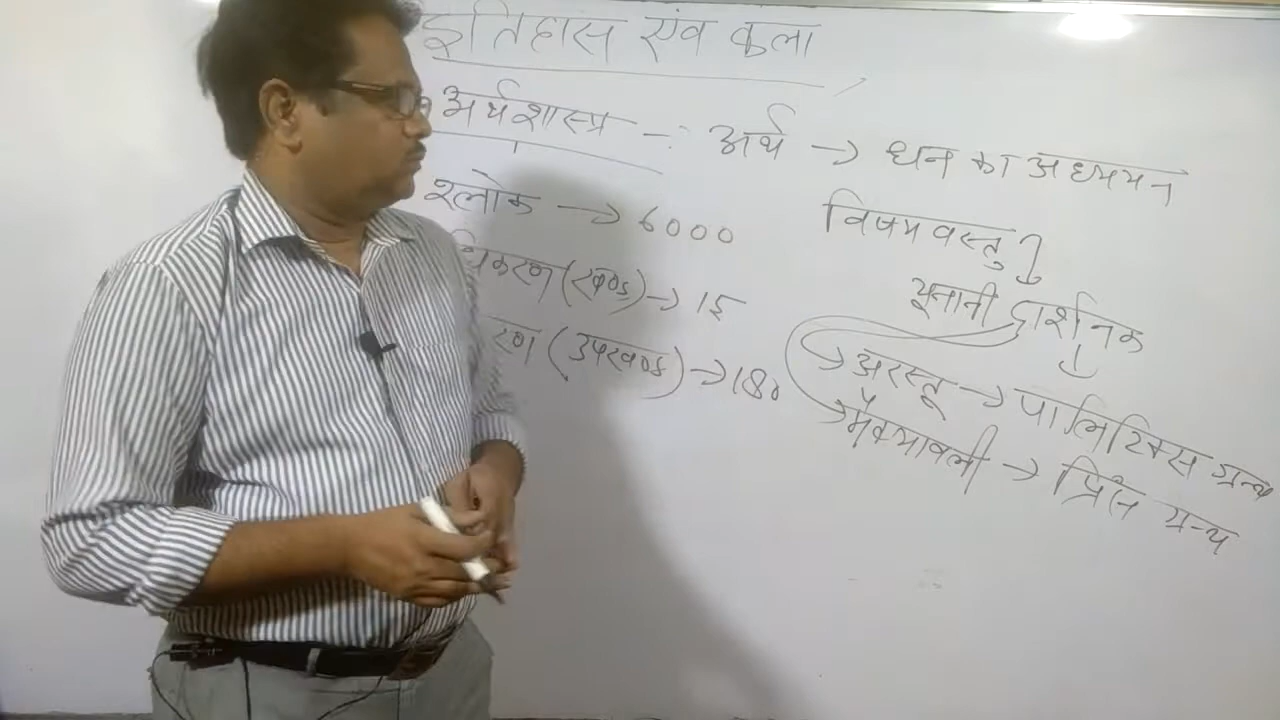 इतिहास एंव कला
अर्थशास्त्र -: अर्थ → धन का अध्ययन
श्लोक → 6000
धिकरण (खण्ड) → 15
रण (उपखण्ड) → 180
विषयवस्तु
यूनानी दार्शनिक
→ अरस्तू → पालिटिक्स ग्रन्थ
→ मैक्यावली → प्रिंस ग्रन्थ